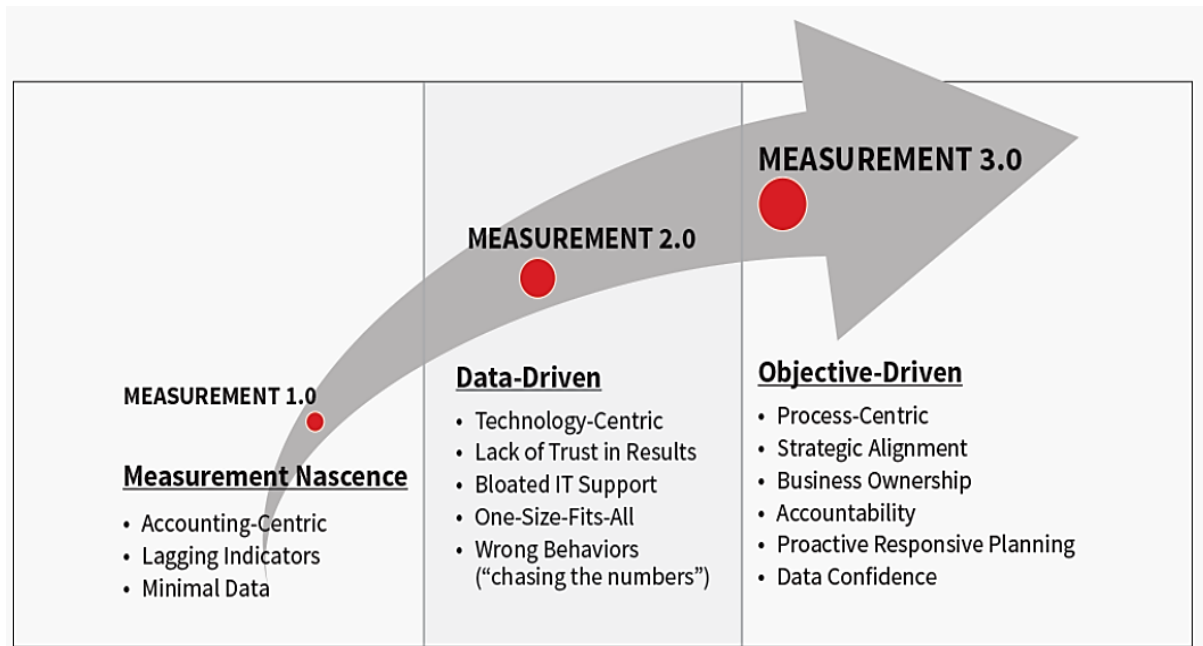 MEASUREMENT 1.0
Measurement Nascence
• Accounting-Centric
• Lagging Indicators
• Minimal Data
MEASUREMENT 2.0
Data-Driven
• Technology-Centric
• Lack of Trust in Results
• Bloated IT Support
• One-Size-Fits-All
• Wrong Behaviors
(“chasing the numbers”)
MEASUREMENT 3.0
Objective-Driven
• Process-Centric
• Strategic Alignment
• Business Ownership
• Accountability
• Proactive Responsive Planning
• Data Confidence